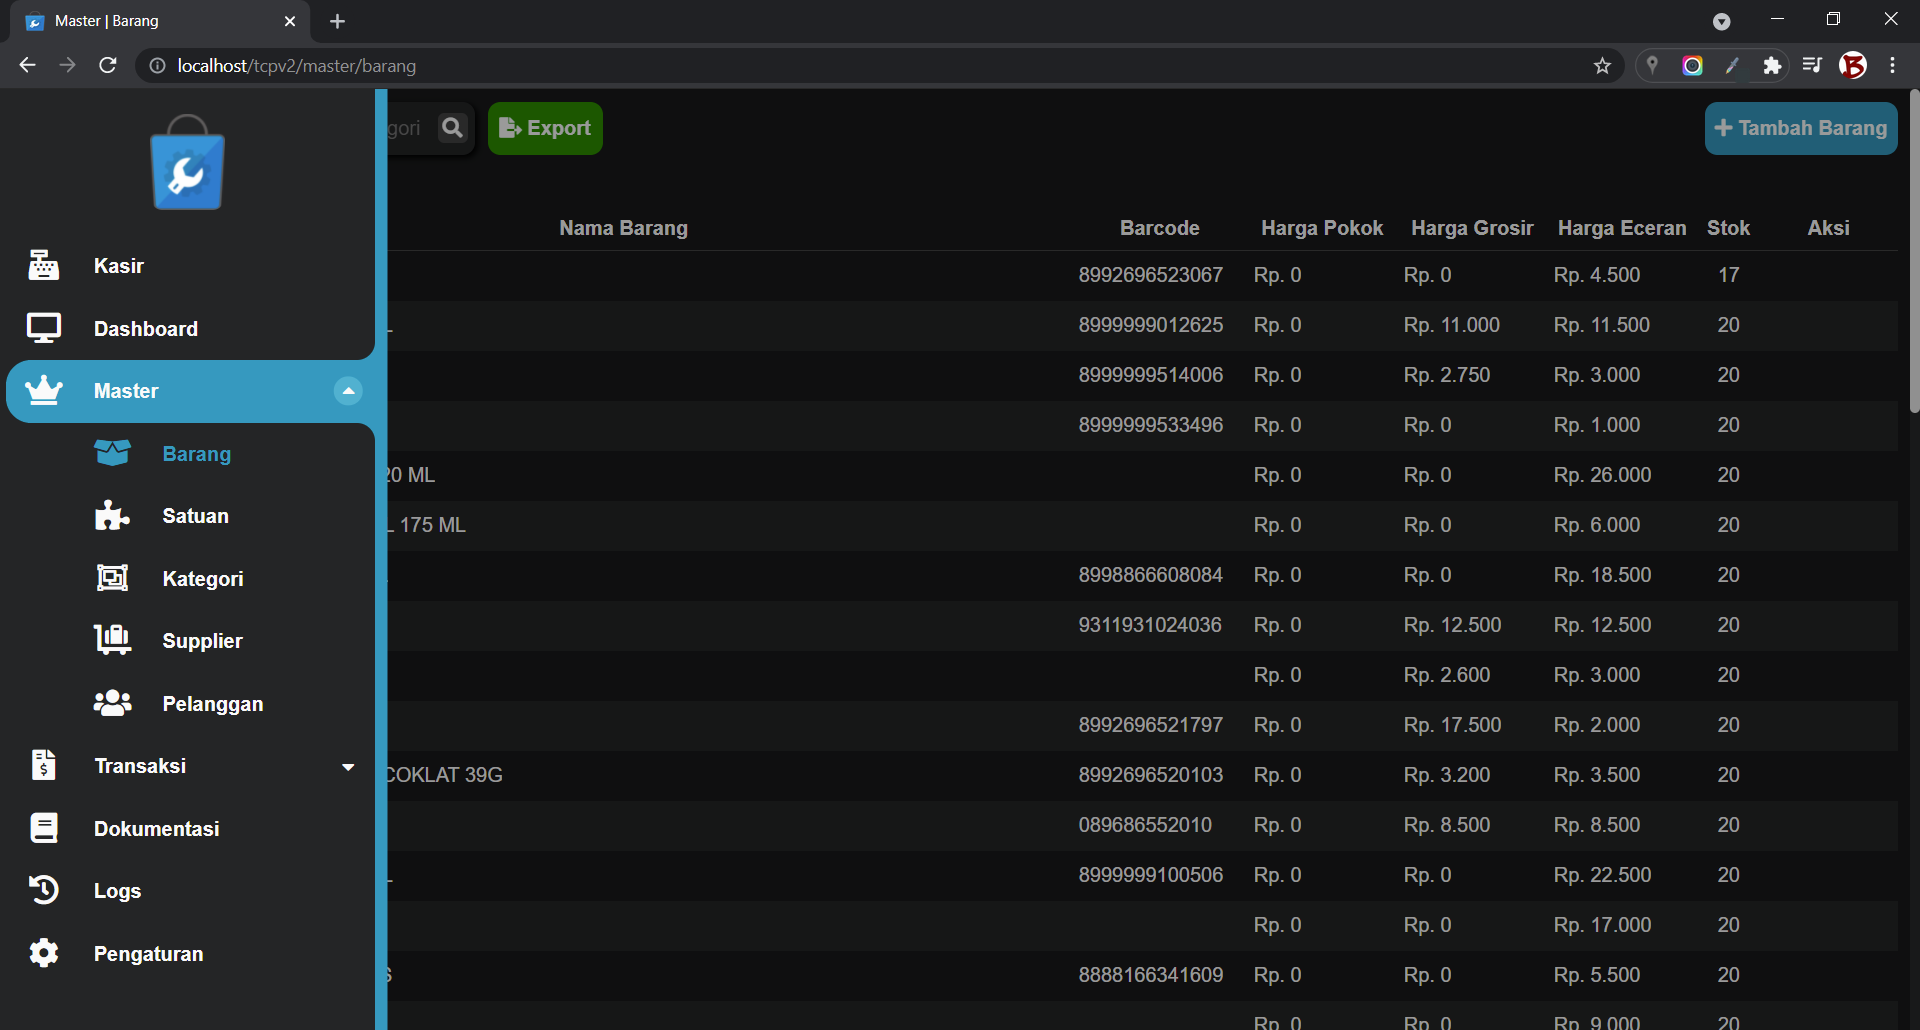 Master | Barang
localhost/tcpv2/master/barang
gori
Export
+ Tambah Barang
Kasir
Dashboard
Master
Barang
Satuan
Kategori
Supplier
Pelanggan
Transaksi
Dokumentasi
Logs
Pengaturan
Nama Barang Barcode Harga Pokok Harga Grosir Harga Eceran Stok Aksi
8992696523067 Rp. 0 Rp. 0 Rp. 4.500 17
8999999012625 Rp. 0 Rp. 11.000 Rp. 11.500 20
8999999514006 Rp. 0 Rp. 2.750 Rp. 3.000 20
8999999533496 Rp. 0 Rp. 0 Rp. 1.000 20
20 ML Rp. 0 Rp. 0 Rp. 26.000 20
L 175 ML Rp. 0 Rp. 0 Rp. 6.000 20
8998866608084 Rp. 0 Rp. 0 Rp. 18.500 20
9311931024036 Rp. 0 Rp. 12.500 Rp. 12.500 20
Rp. 0 Rp. 2.600 Rp. 3.000 20
8992696521797 Rp. 0 Rp. 17.500 Rp. 2.000 20
COKLAT 39G 8992696520103 Rp. 0 Rp. 3.200 Rp. 3.500 20
089686552010 Rp. 0 Rp. 8.500 Rp. 8.500 20
8999999100506 Rp. 0 Rp. 0 Rp. 22.500 20
Rp. 0 Rp. 0 Rp. 17.000 20
8888166341609 Rp. 0 Rp. 0 Rp. 5.500 20
Rp. 0 Rp. 0 Rp. 9.000 20